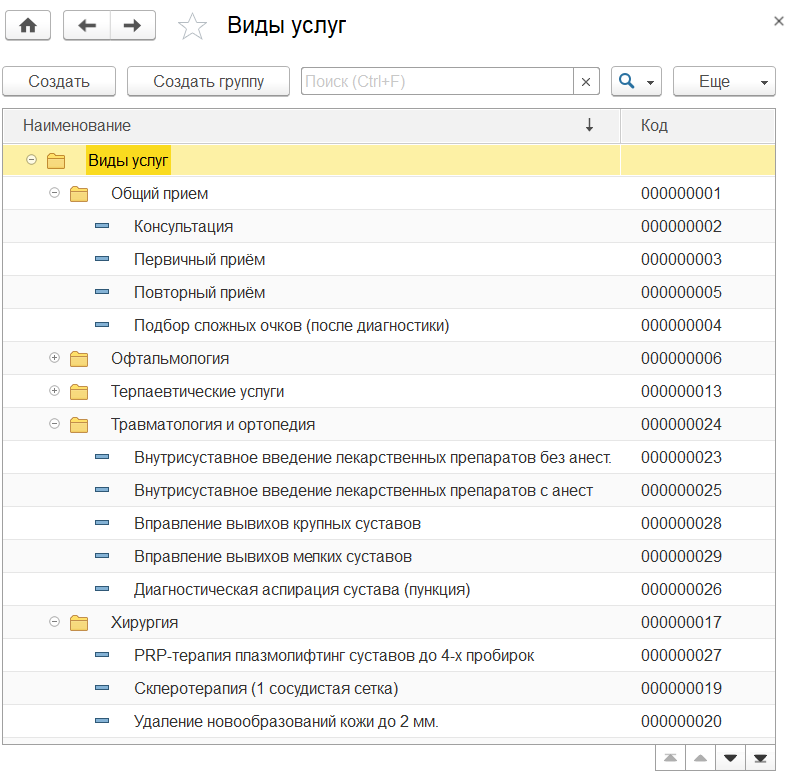 Виды услуг
Создать Создать группу Поиск (Ctrl+F) Еще
Наименование Код
Виды услуг
Общий прием 000000001
Консультация 000000002
Первичный приём 000000003
Повторный приём 000000005
Подбор сложных очков (после диагностики) 000000004
Офтальмология 000000006
Терпаевтические услуги 000000013
Травматология и ортопедия 000000024
Внутрисуставное введение лекарственных препаратов без анест. 000000023
Внутрисуставное введение лекарственных препаратов с анест 000000025
Вправление вывихов крупных суставов 000000028
Вправление вывихов мелких суставов 000000029
Диагностическая аспирация сустава (пункция) 000000026
Хирургия 000000017
PRP-терапия плазмолифтинг суставов до 4-х пробирок 000000027
Склеротерапия (1 сосудистая сетка) 000000019
Удаление новообразований кожи до 2 мм. 000000020